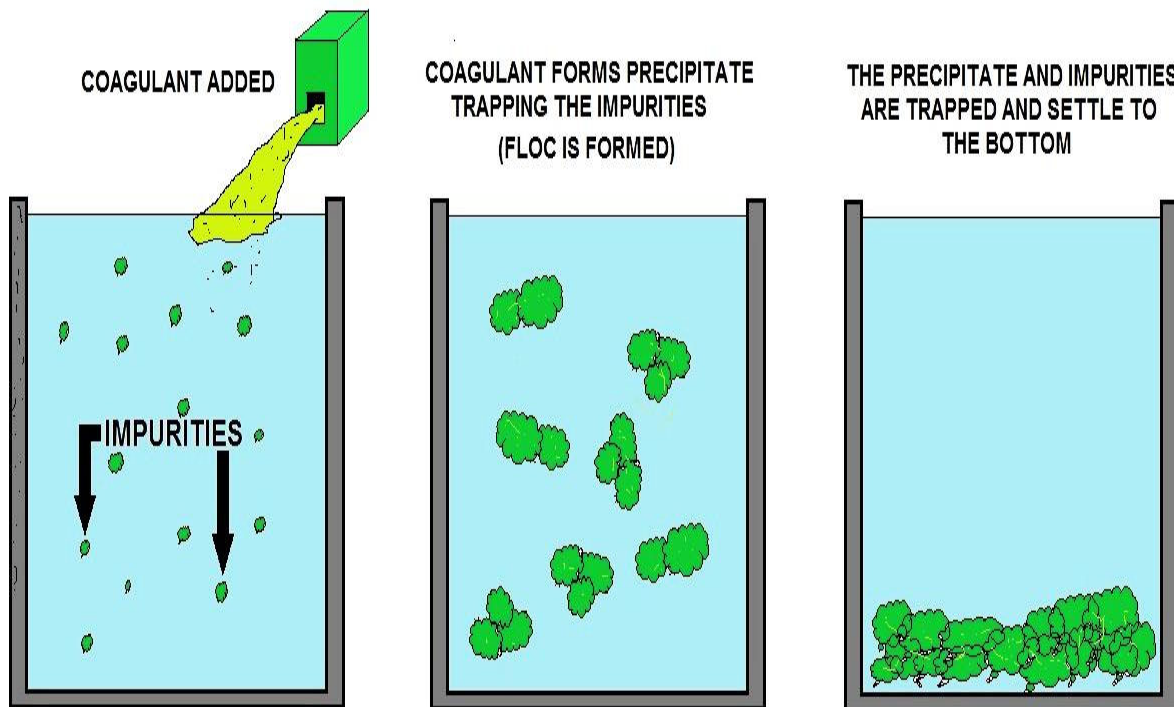 COAGULANT ADDED
COAGULANT FORMS PRECIPITATE
TRAPPING THE IMPURITIES
(FLOC IS FORMED)
THE PRECIPITATE AND IMPURITIES
ARE TRAPPED AND SETTLE TO
THE BOTTOM
IMPURITIES